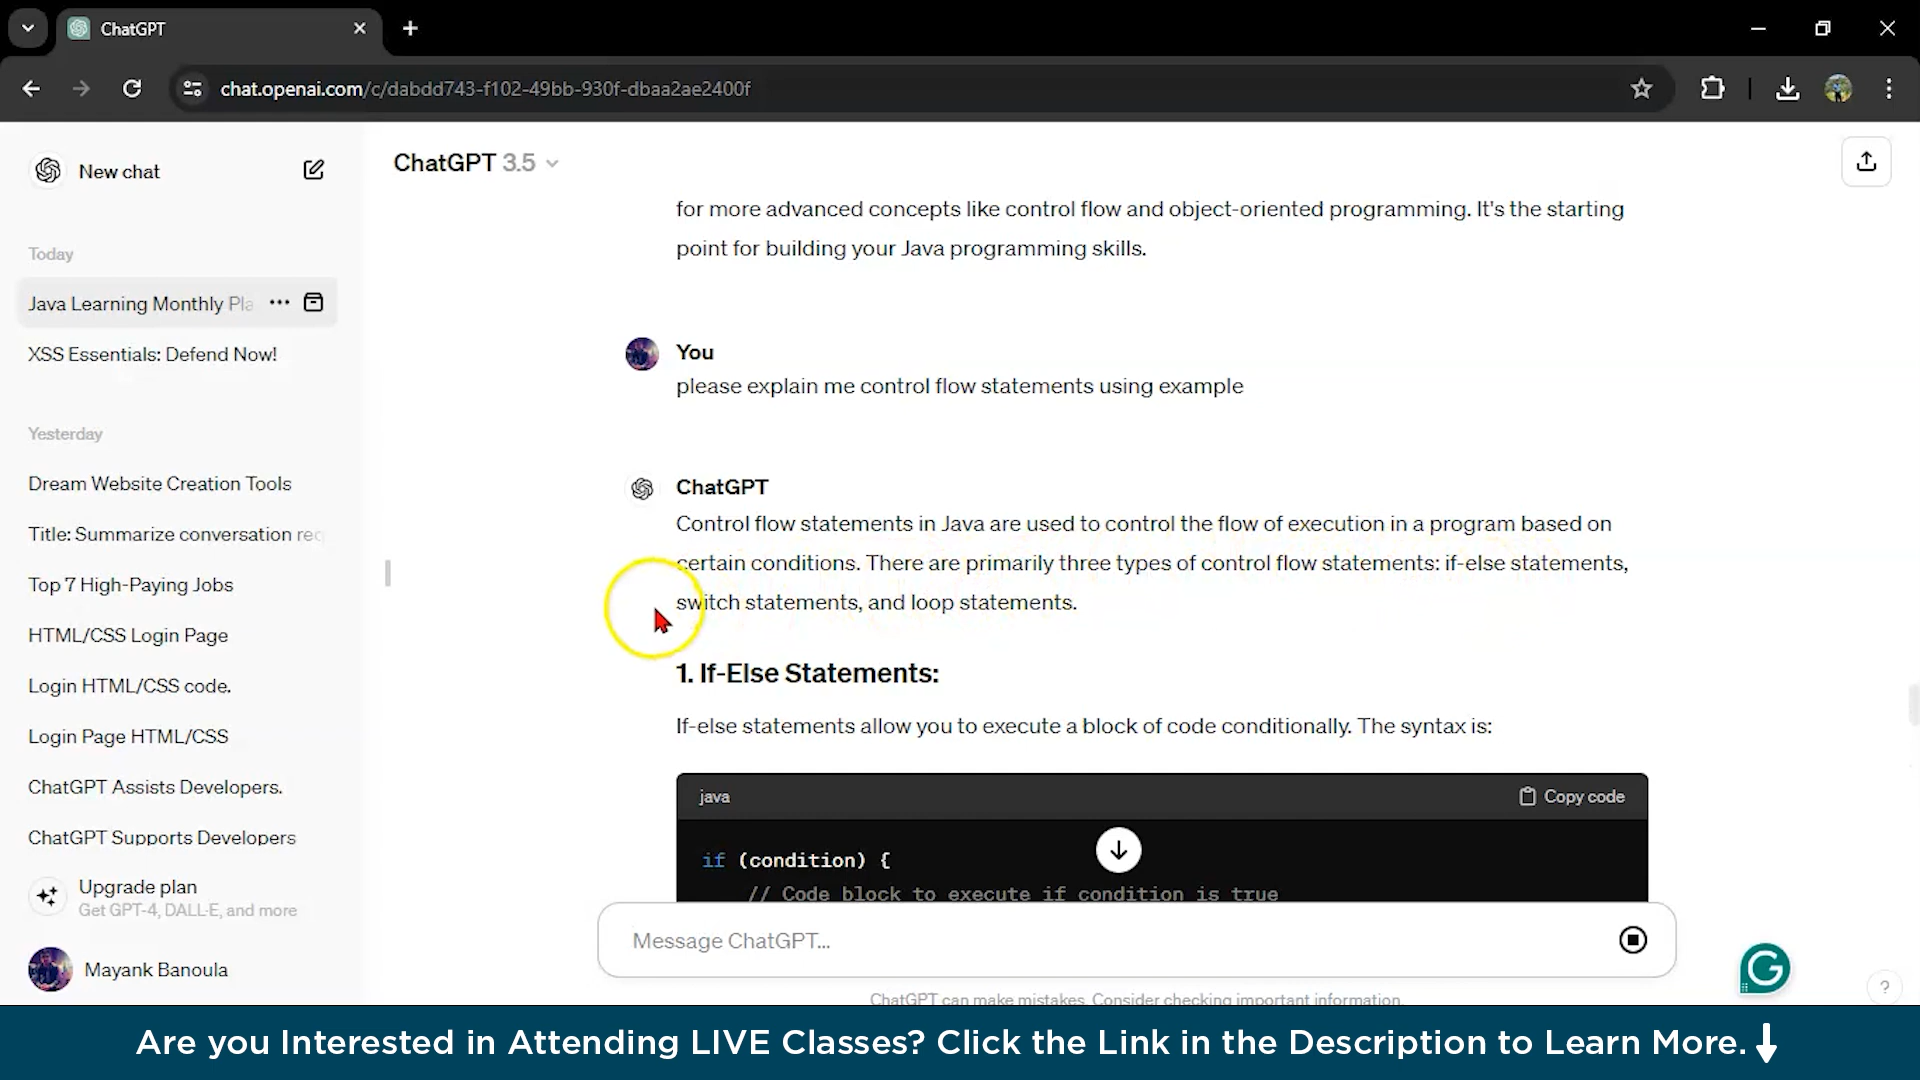 ChatGPT
chat.openai.com/c/dabdd743-f102-49bb-930f-dbaa2ae2400f
New chat
Today
Java Learning Monthly Pla
XSS Essentials: Defend Now!
Yesterday
Dream Website Creation Tools
Title: Summarize conversation req
Top 7 High-Paying Jobs
HTML/CSS Login Page
Login HTML/CSS code.
Login Page HTML/CSS
ChatGPT Assists Developers.
ChatGPT Supports Developers
Upgrade plan
Get GPT-4, DALL·E, and more
Mayank Banoula
ChatGPT 3.5
for more advanced concepts like control flow and object-oriented programming. It's the starting
point for building your Java programming skills.
You
please explain me control flow statements using example
ChatGPT
Control flow statements in Java are used to control the flow of execution in a program based on
certain conditions. There are primarily three types of control flow statements: if-else statements,
switch statements, and loop statements.
1. If-Else Statements:
If-else statements allow you to execute a block of code conditionally. The syntax is:
java
Copy code
if (condition) {
// Code block to execute if condition is true
Message ChatGPT...
ChatGPT can make mistakes. Consider checking important information.
?
Are you Interested in Attending LIVE Classes? Click the Link in the Description to Learn More.